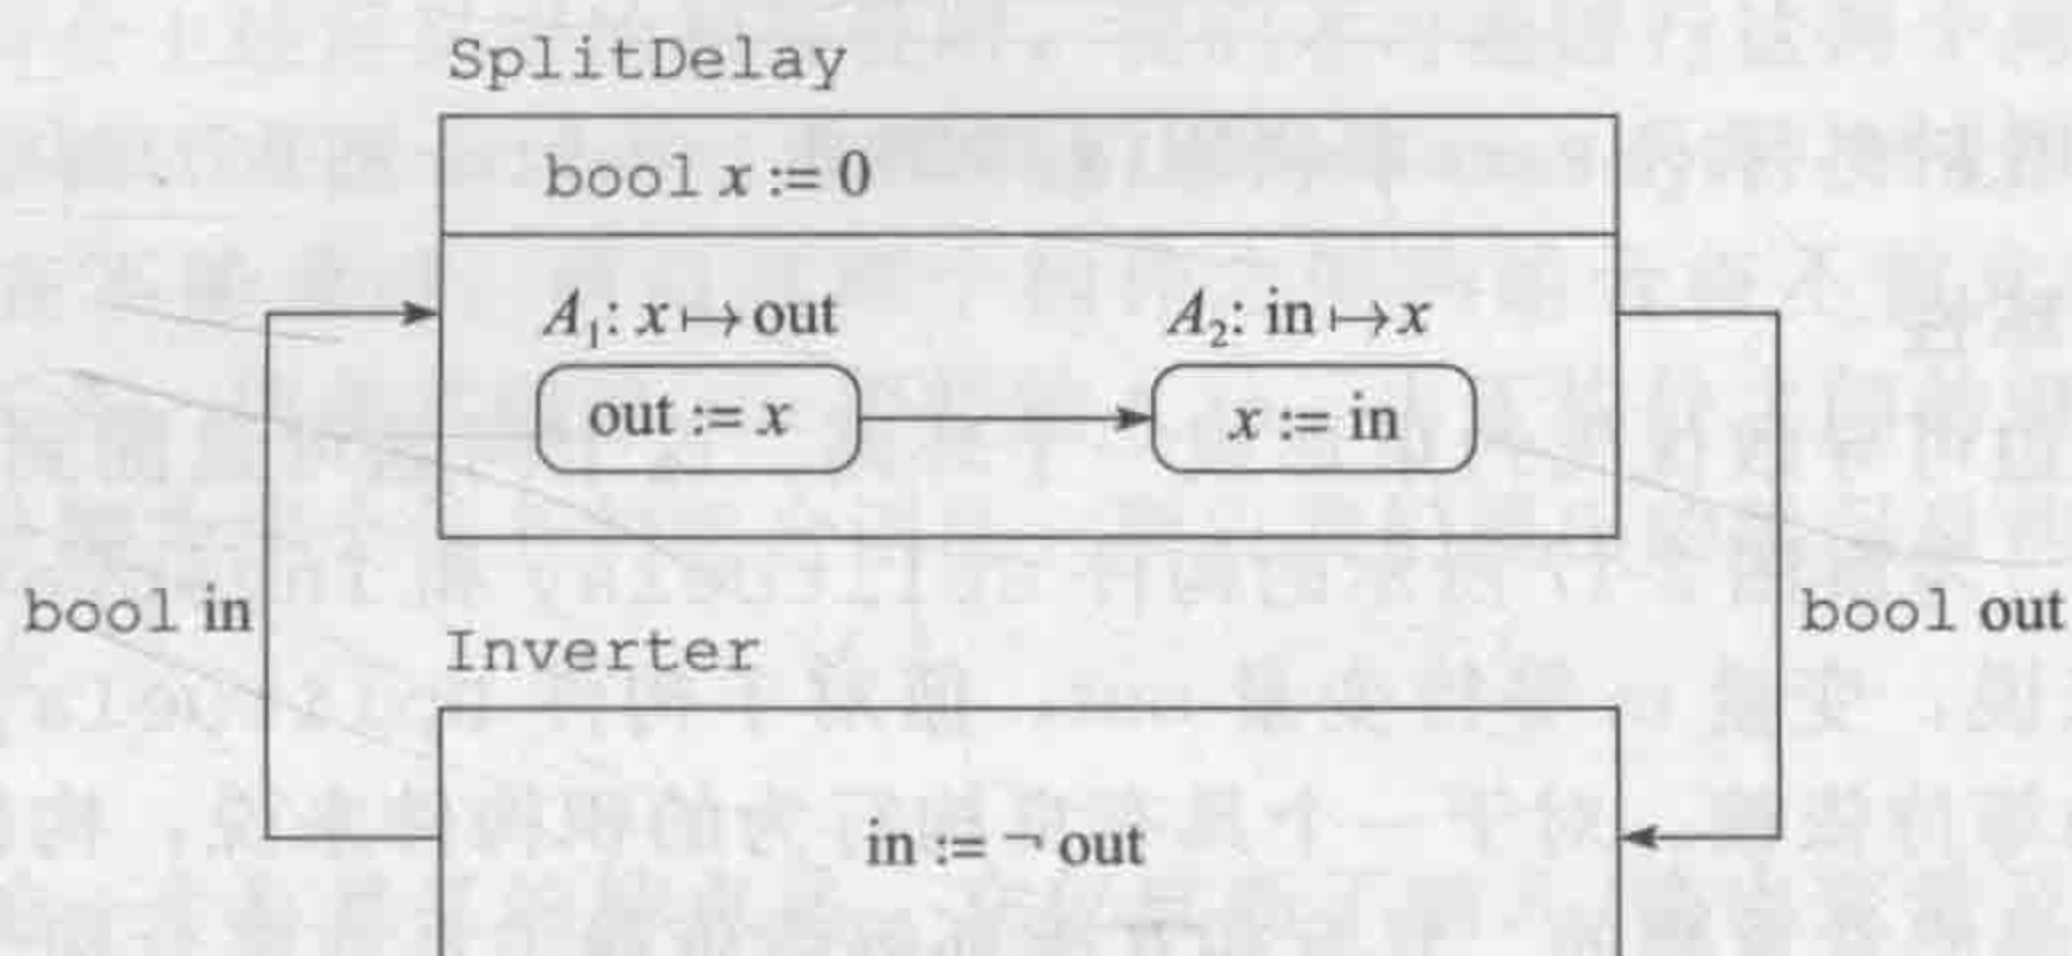 SplitDelay
bool x := 0
A₁: x ↦ out
A₂: in ↦ x
out := x
x := in
bool in
bool out
Inverter
in := ¬ out